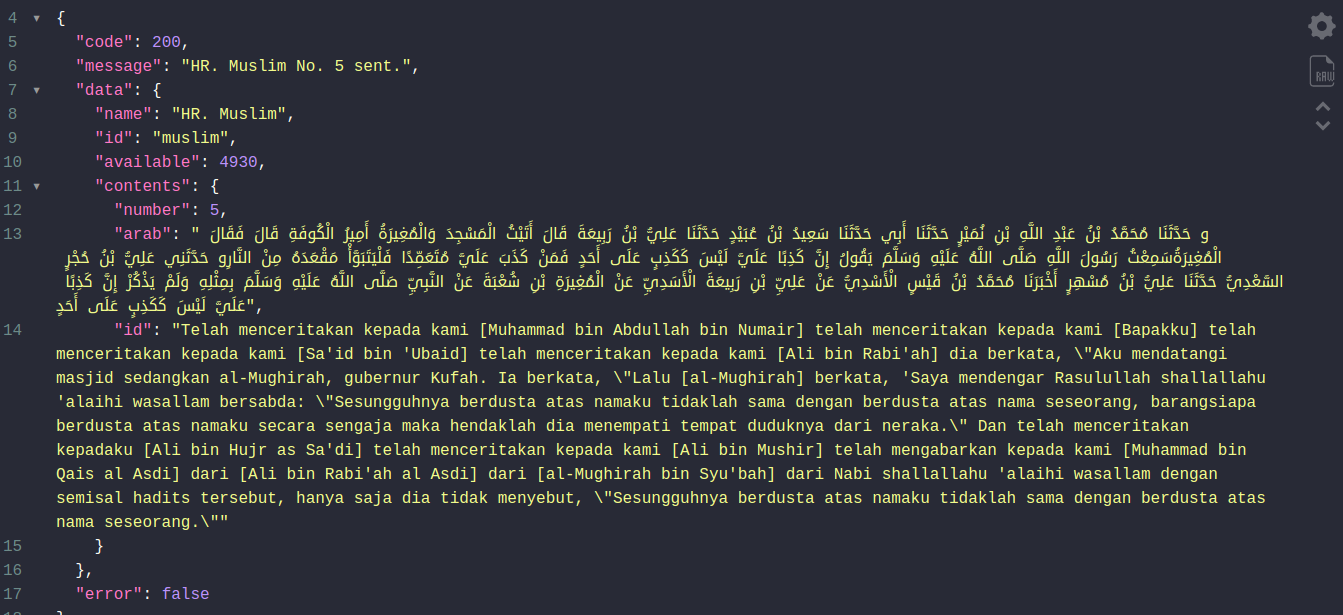 4 {
5 "code": 200,
6 "message": "HR. Muslim No. 5 sent.",
7 "data": {
8 "name": "HR. Muslim",
9 "id": "muslim",
10 "available": 4930,
11 "contents": {
12 "number": 5,
13 "arab": " و حَدَّثَنَا مُحَمَّدُ بْنُ عَبْدِ اللَّهِ بْنِ نُمَيْرٍ حَدَّثَنَا أَبِي حَدَّثَنَا سَعِيدُ بْنُ عُبَيْدٍ حَدَّثَنَا عَلِيُّ بْنُ رَبِيعَةَ قَالَ أَتَيْتُ الْمَسْجِدَ وَالْمُغِيرَةُ أَمِيرُ الْكُوفَةِ قَالَ فَقَالَ
الْمُغِيرَةُسَمِعْتُ رَسُولَ اللَّهِ صَلَّى اللَّهُ عَلَيْهِ وَسَلَّمَ يَقُولُ إِنَّ كَذِبًا عَلَيَّ لَيْسَ كَكَذِبٍ عَلَى أَحَدٍ فَمَنْ كَذَبَ عَلَيَّ مُتَعَمِّدًا فَلْيَتَبَوَّأْ مَقْعَدَهُ مِنْ النَّارِو حَدَّثَنِي عَلِيُّ بْنُ حُجْرٍ
السَّعْدِيُّ حَدَّثَنَا عَلِيُّ بْنُ مُسْهِرٍ أَخْبَرَنَا مُحَمَّدُ بْنُ قَيْسٍ الْأَسْدِيُّ عَنْ عَلِيِّ بْنِ رَبِيعَةَ الْأَسَدِيِّ عَنْ الْمُغِيرَةِ بْنِ شُعْبَةَ عَنْ النَّبِيِّ صَلَّى اللَّهُ عَلَيْهِ وَسَلَّمَ بِمِثْلِهِ وَلَمْ يَذْكُرْ إِنَّ كَذِبًا
عَلَيَّ لَيْسَ كَكَذِبٍ عَلَى أَحَدٍ",
14 "id": "Telah menceritakan kepada kami [Muhammad bin Abdullah bin Numair] telah menceritakan kepada kami [Bapakku] telah
menceritakan kepada kami [Sa'id bin 'Ubaid] telah menceritakan kepada kami [Ali bin Rabi'ah] dia berkata, \"Aku mendatangi
masjid sedangkan al-Mughirah, gubernur Kufah. Ia berkata, \"Lalu [al-Mughirah] berkata, 'Saya mendengar Rasulullah shallallahu
'alaihi wasallam bersabda: \"Sesungguhnya berdusta atas namaku tidaklah sama dengan berdusta atas nama seseorang, barangsiapa
berdusta atas namaku secara sengaja maka hendaklah dia menempati tempat duduknya dari neraka.\" Dan telah menceritakan
kepadaku [Ali bin Hujr as Sa'di] telah menceritakan kepada kami [Ali bin Mushir] telah mengabarkan kepada kami [Muhammad bin
Qais al Asdi] dari [Ali bin Rabi'ah al Asdi] dari [al-Mughirah bin Syu'bah] dari Nabi shallallahu 'alaihi wasallam dengan
semisal hadits tersebut, hanya saja dia tidak menyebut, \"Sesungguhnya berdusta atas namaku tidaklah sama dengan berdusta atas
nama seseorang.\""
15 }
16 },
17 "error": false
RAW